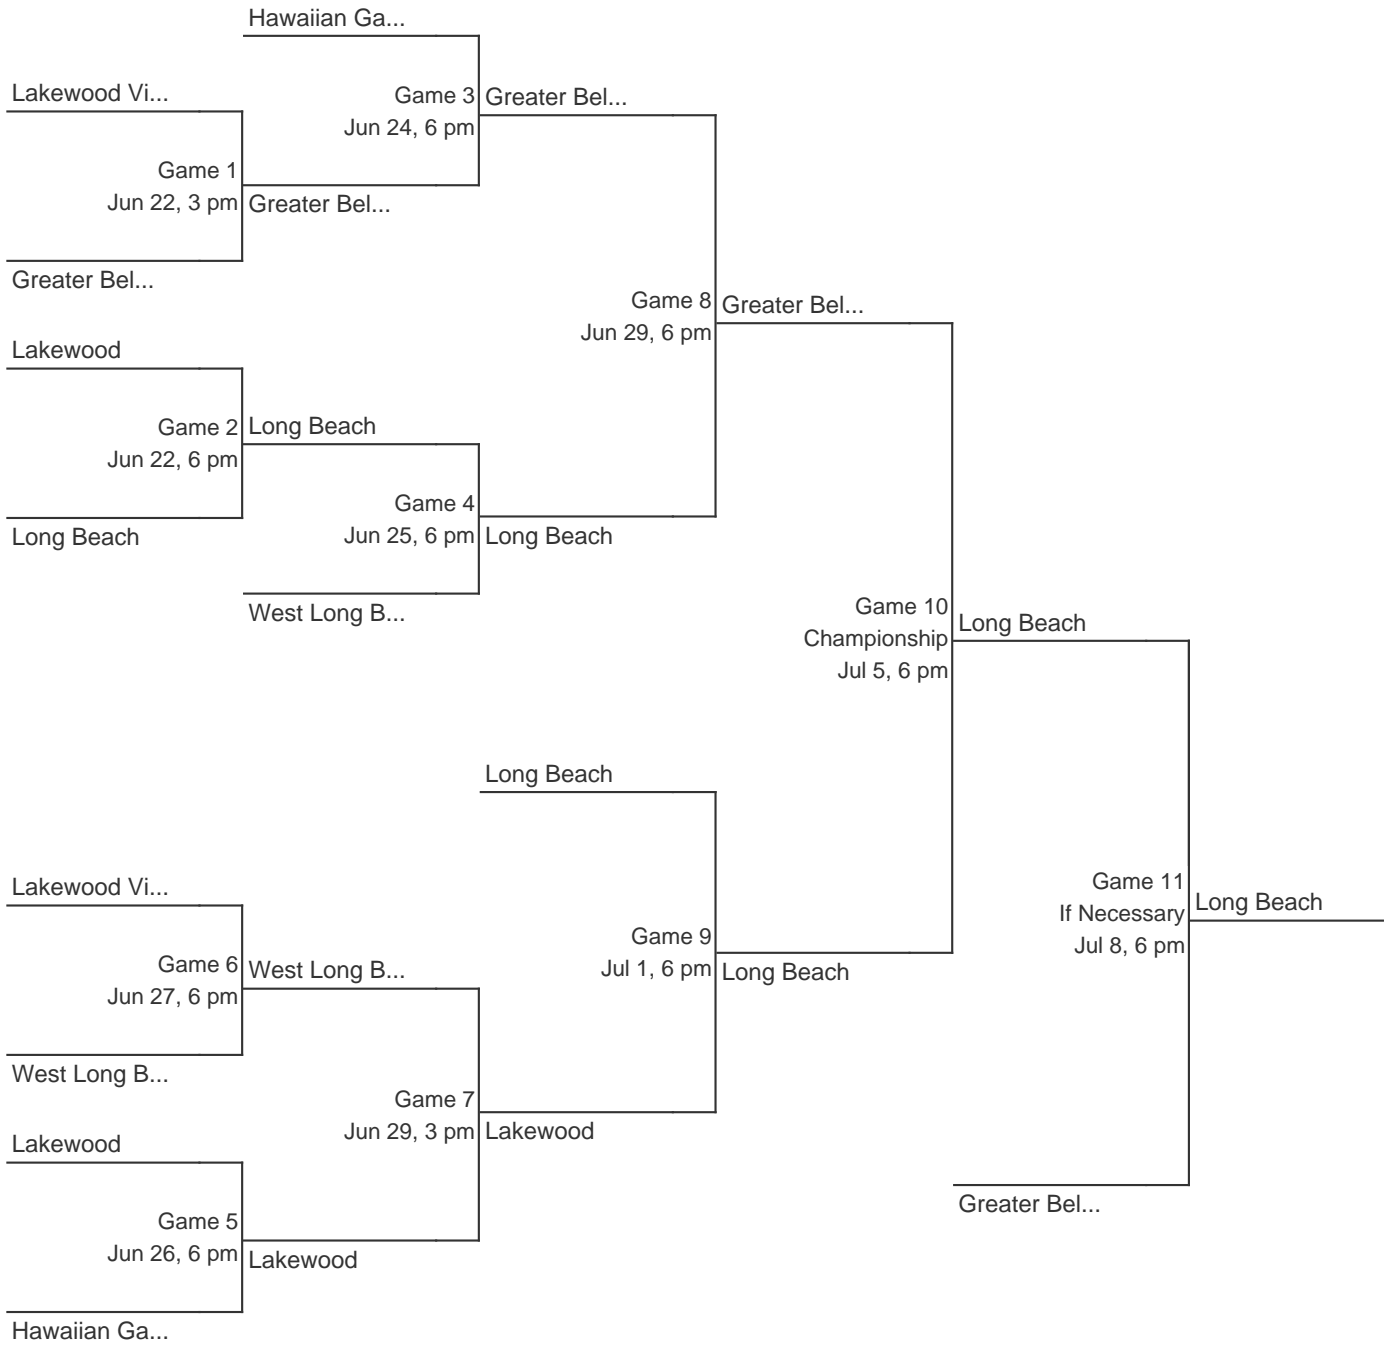 Hawaiian Ga...
Lakewood Vi...
Game 3
Jun 24, 6 pm
Greater Bel...
Game 1
Jun 22, 3 pm
Greater Bel...
Greater Bel...
Game 8
Jun 29, 6 pm
Greater Bel...
Lakewood
Game 2
Jun 22, 6 pm
Long Beach
Game 4
Jun 25, 6 pm
Long Beach
Long Beach
West Long B...
Game 10
Championship
Jul 5, 6 pm
Long Beach
Long Beach
Lakewood Vi...
Game 11
If Necessary
Jul 8, 6 pm
Long Beach
Game 9
Jul 1, 6 pm
Long Beach
Game 6
Jun 27, 6 pm
West Long B...
West Long B...
Game 7
Jun 29, 3 pm
Lakewood
Lakewood
Greater Bel...
Game 5
Jun 26, 6 pm
Lakewood
Hawaiian Ga...